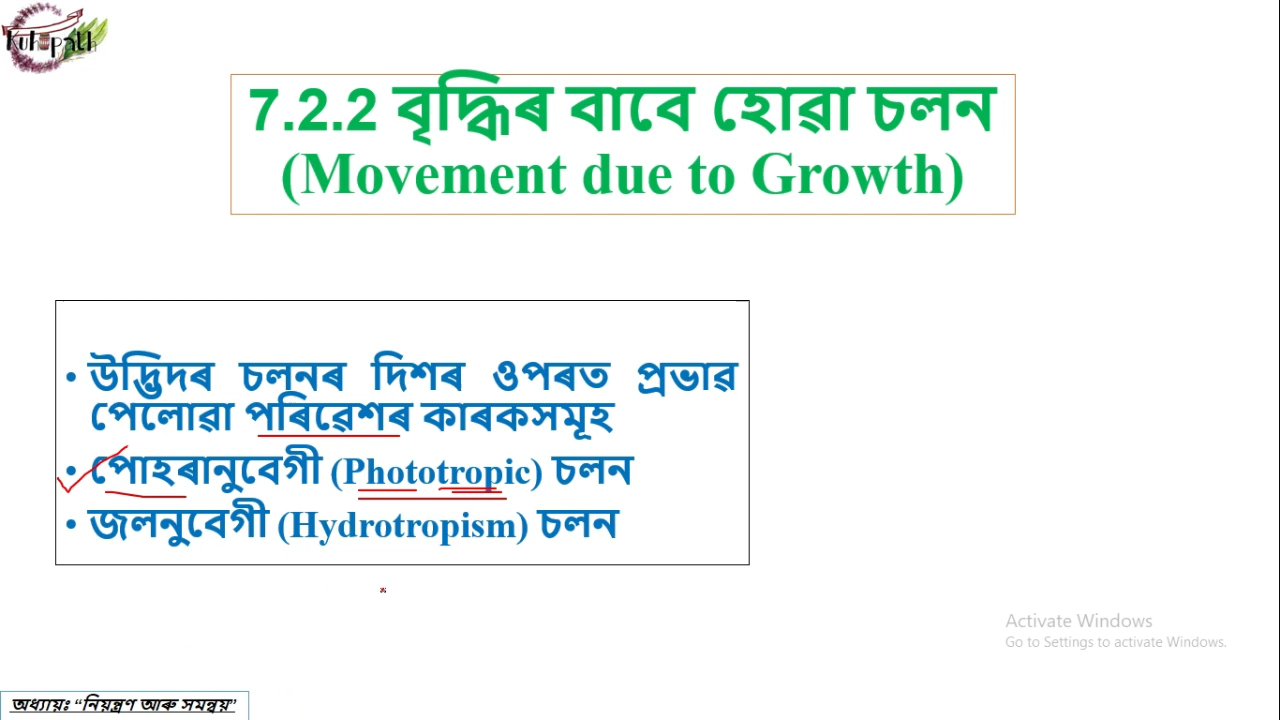 Kuhipath
7.2.2 বৃদ্ধিৰ বাবে হোৱা চলন
(Movement due to Growth)
• উদ্ভিদৰ চলনৰ দিশৰ ওপৰত প্ৰভাৱ
পেলোৱা পৰিৱেশৰ কাৰকসমূহ
• পোহৰানুবেগী (Phototropic) চলন
• জলনুবেগী (Hydrotropism) চলন
Activate Windows
Go to Settings to activate Windows.
অধ্যায়ঃ “নিয়ন্ত্ৰণ আৰু সমন্বয়”